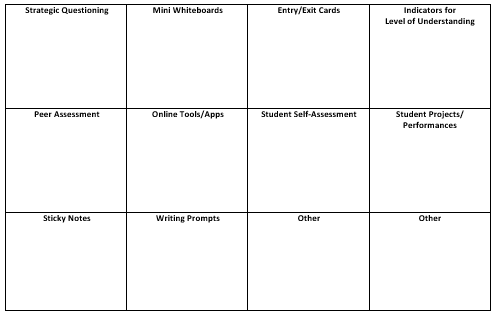 Strategic Questioning
Mini Whiteboards
Entry/Exit Cards
Indicators for
Level of Understanding
Peer Assessment
Online Tools/Apps
Student Self-Assessment
Student Projects/
Performances
Sticky Notes
Writing Prompts
Other
Other